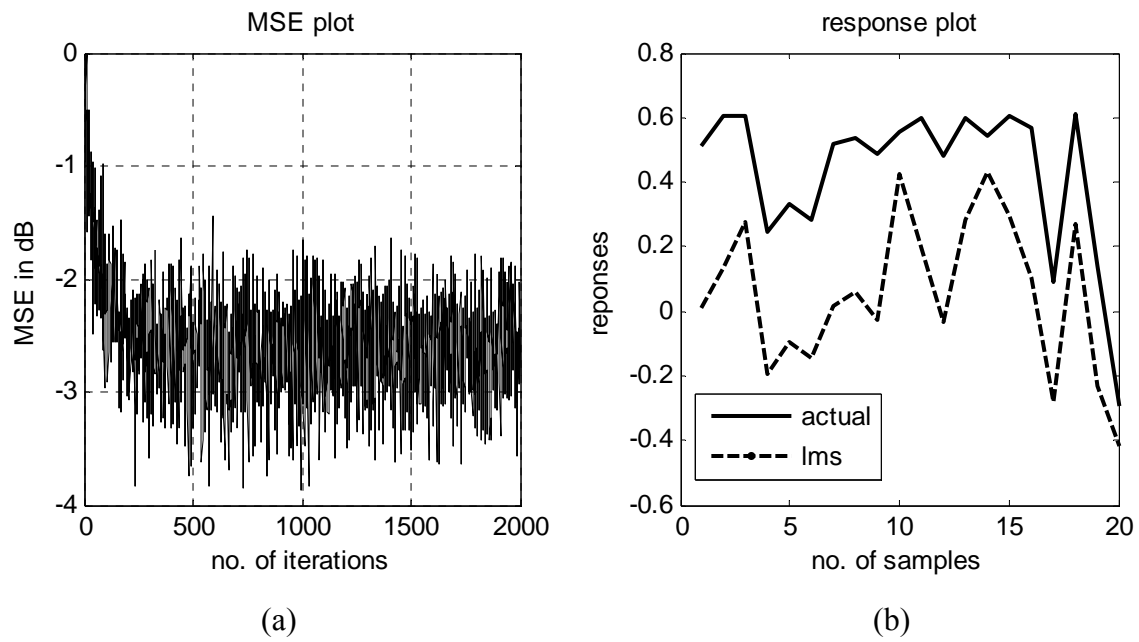 MSE plot
0
-1
-2
-3
-4
MSE in dB
0 500 1000 1500 2000
no. of iterations
(a)
response plot
0.8
0.6
0.4
0.2
0
-0.2
-0.4
-0.6
reponses
actual
lms
0 5 10 15 20
no. of samples
(b)